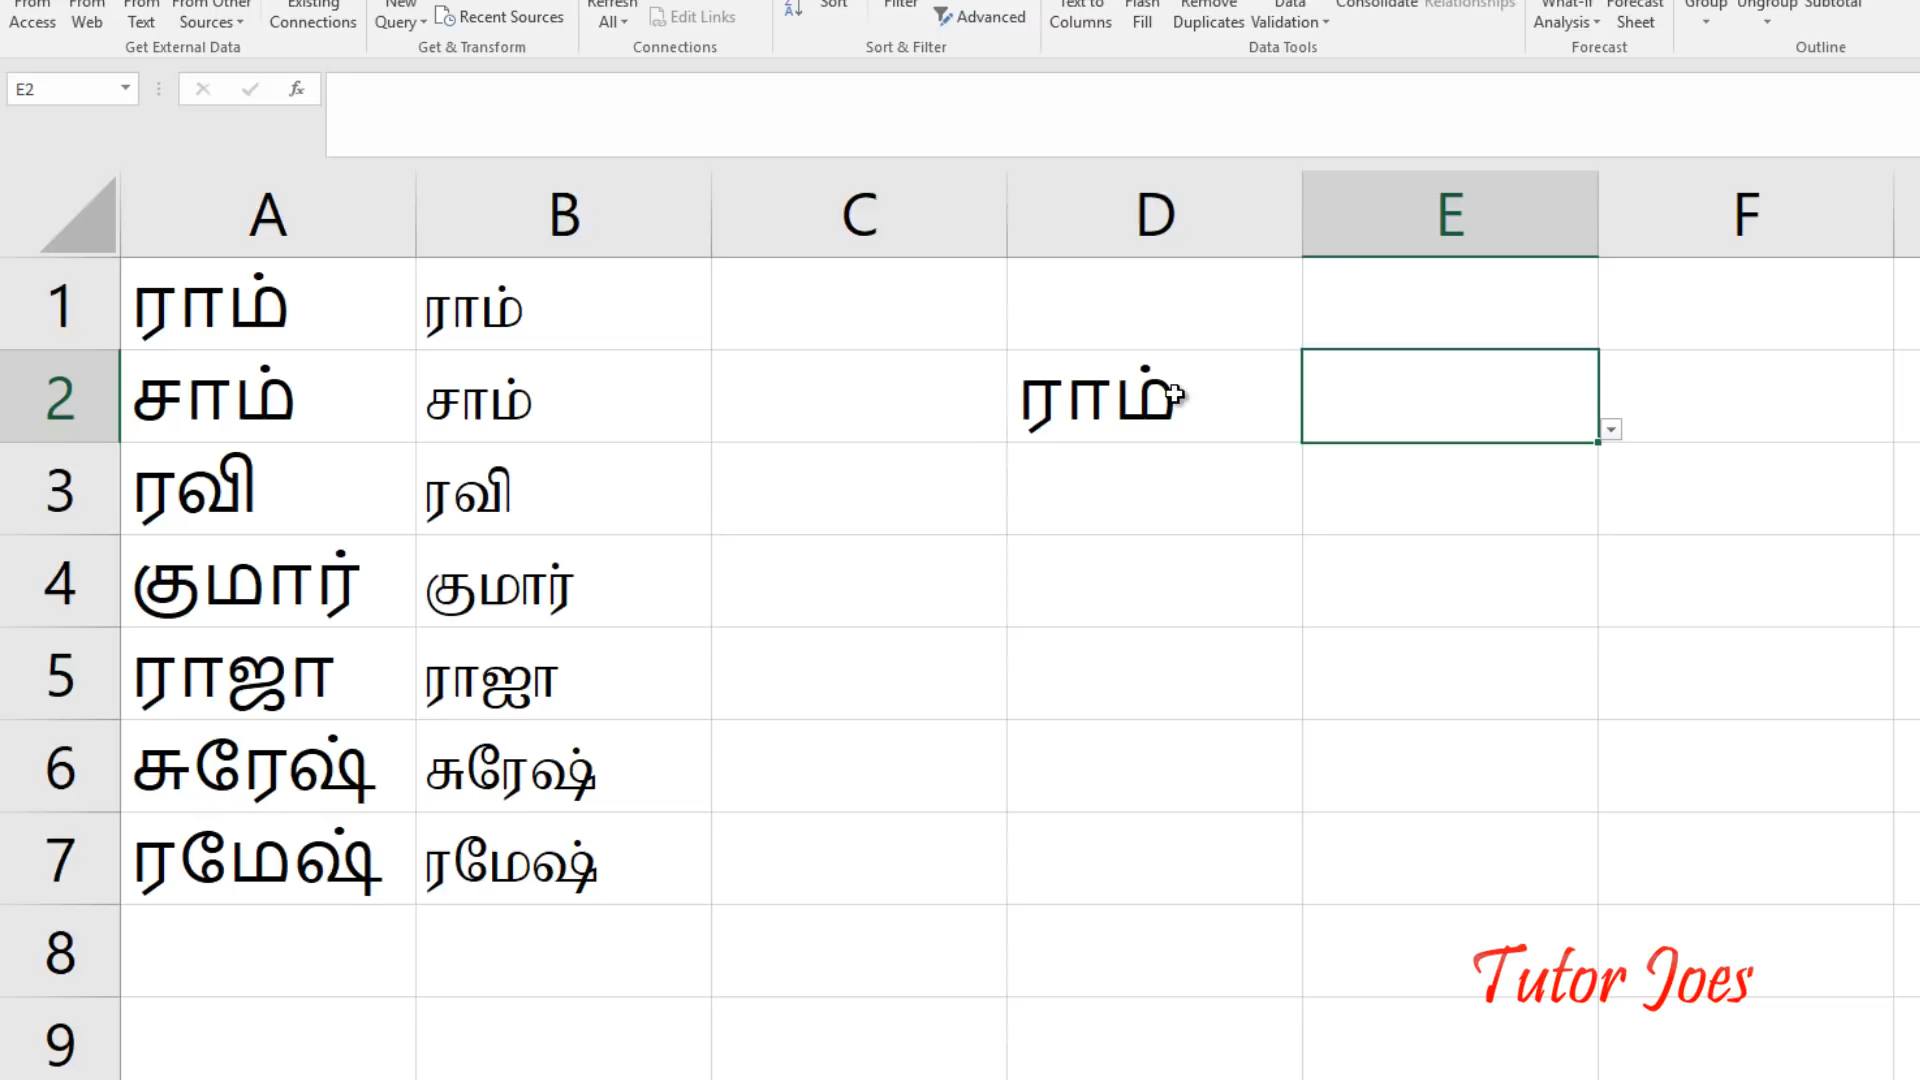 From From From From Other Existing New Refresh Sort Filter Text to Flash Remove Data Consolidate Relationships What-If Forecast Group Ungroup Subtotal
Access Web Text Sources Connections Query Recent Sources All Edit Links Advanced Columns Fill Duplicates Validation Analysis Sheet
Get External Data Get & Transform Connections Sort & Filter Data Tools Forecast Outline
E2 fx
A B C D E F
1 ராம் ராம்
2 சாம் சாம் ராம்
3 ரவி ரவி
4 குமார் குமார்
5 ராஜா ராஜா
6 சுரேஷ் சுரேஷ்
7 ரமேஷ் ரமேஷ்
8
Tutor Joes
9